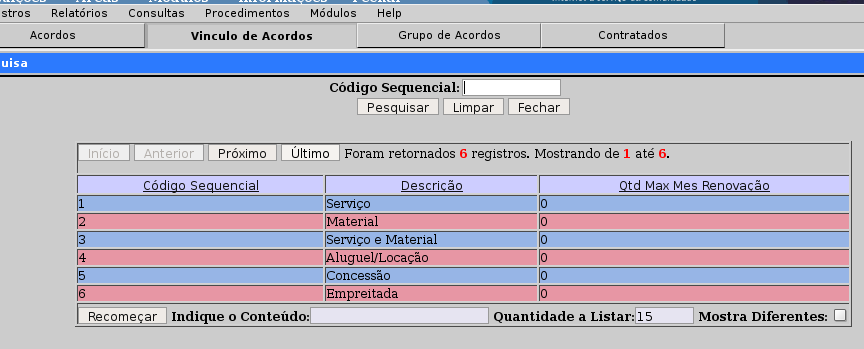 stros Relatórios Consultas Procedimentos Módulos Help
Acordos Vinculo de Acordos Grupo de Acordos Contratados
uisa
Código Sequencial:
Pesquisar Limpar Fechar
Início Anterior Próximo Último Foram retornados 6 registros. Mostrando de 1 até 6.
Código Sequencial Descrição Qtd Max Mes Renovação
1 Serviço 0
2 Material 0
3 Serviço e Material 0
4 Aluguel/Locação 0
5 Concessão 0
6 Empreitada 0
Recomeçar Indique o Conteúdo: Quantidade a Listar: 15 Mostra Diferentes: